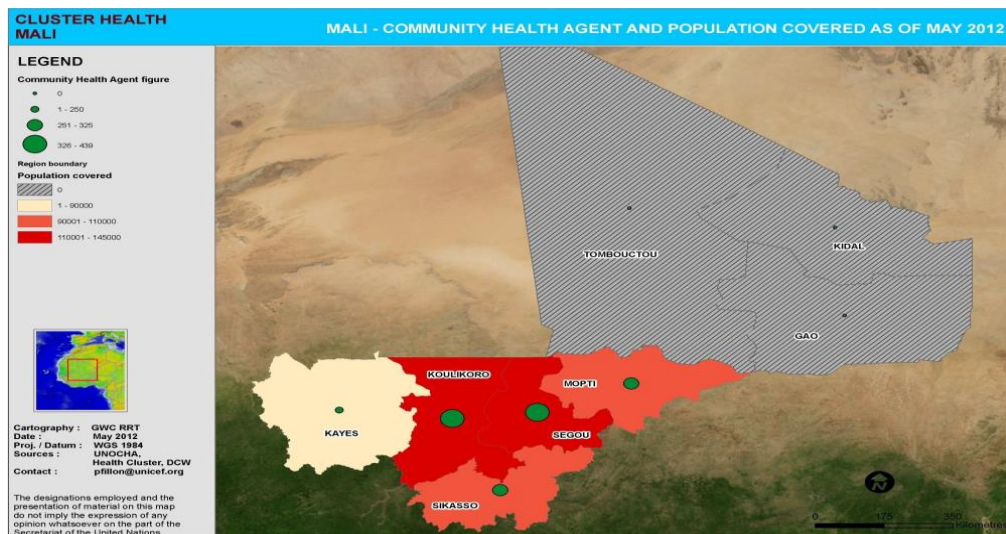 CLUSTER HEALTH
MALI
MALI - COMMUNITY HEALTH AGENT AND POPULATION COVERED AS OF MAY 2012
LEGEND
Community Health Agent figure
0
1 - 250
251 - 325
326 - 439
Region boundary
Population covered
0
1 - 90000
90001 - 110000
110001 - 145000
Cartography : GWC RRT
Date : May 2012
Proj. / Datum : WGS 1984
Sources : UNOCHA,
Health Cluster, DCW
Contact : pfillon@unicef.org
The designations employed and the
presentation of material on this map
do not imply the expression of any
opinion whatsoever on the part of the
Secretariat of the United Nations
TOMBOUCTOU
KIDAL
GAO
KOULIKORO
MOPTI
KAYES
SEGOU
SIKASSO
N
0 175 350
Kilometres